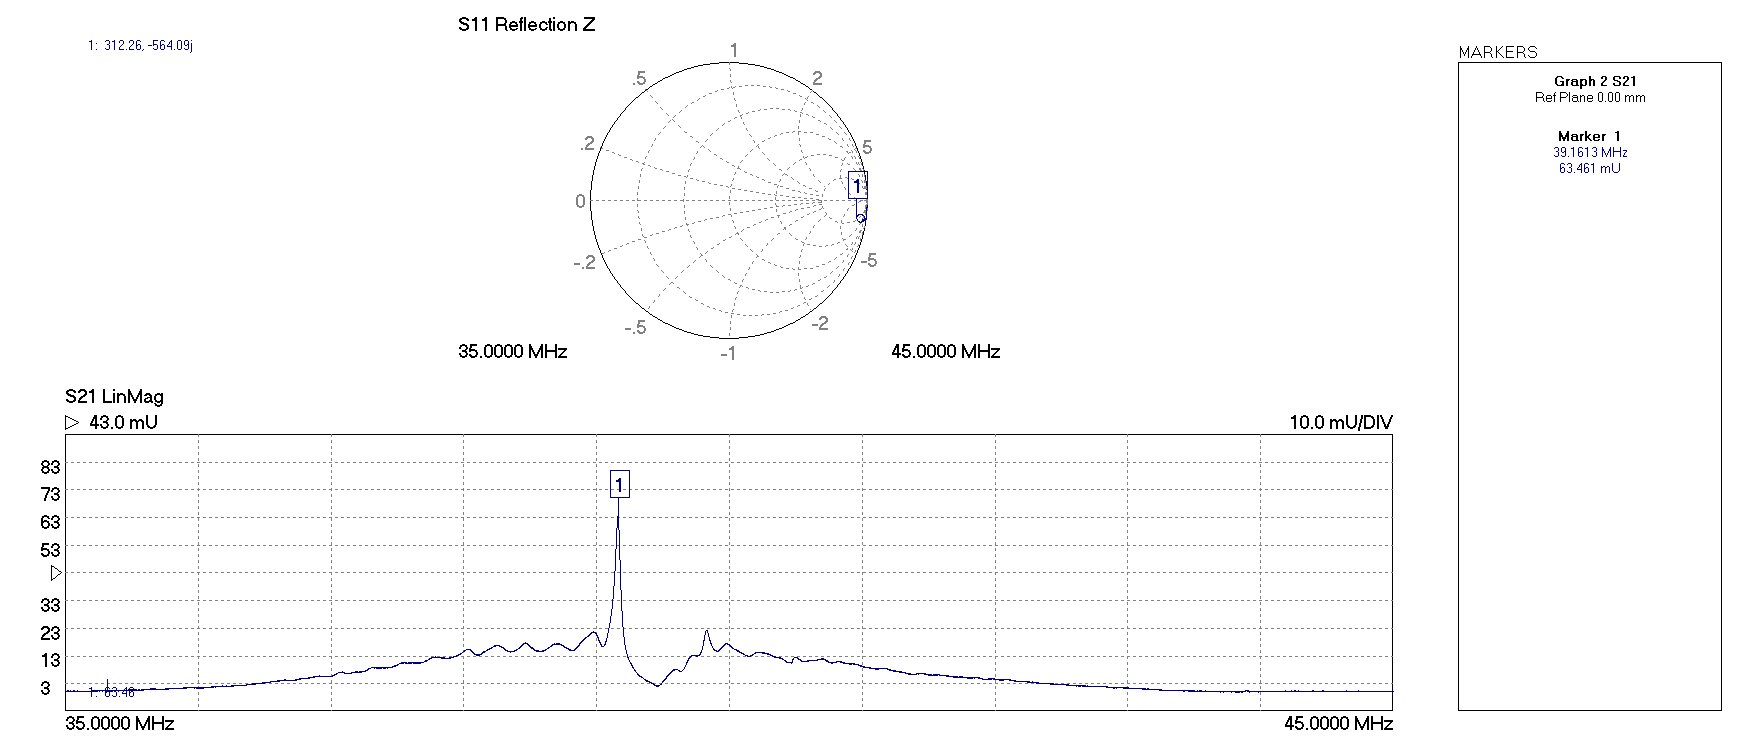 S11 Reflection Z
1: 312.26, -564.09j
1
.5
2
.2
5
1
0
-.2
-5
-.5
-2
-1
35.0000 MHz
45.0000 MHz
MARKERS
Graph 2 S21
Ref Plane 0.00 mm
Marker 1
39.1613 MHz
63.461 mU
S21 LinMag
43.0 mU
10.0 mU/DIV
83
73
1
63
53
33
23
13
3
1: 63.46
35.0000 MHz
45.0000 MHz